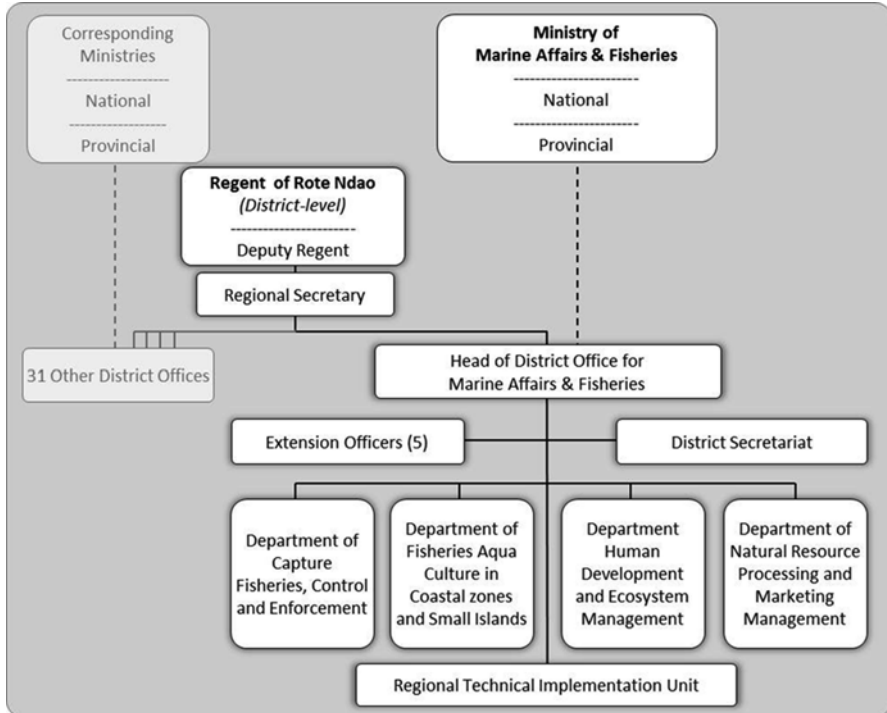 Corresponding
Ministries
--------------------
National
-------------------
Provincial
Ministry of
Marine Affairs & Fisheries
------------------------
National
------------------------
Provincial
Regent of Rote Ndao
(District-level)
------------------------
Deputy Regent
Regional Secretary
31 Other District Offices
Head of District Office for
Marine Affairs & Fisheries
Extension Officers (5)
District Secretariat
Department of
Capture
Fisheries, Control
and Enforcement
Department of
Fisheries Aqua
Culture in
Coastal zones
and Small Islands
Department
Human
Development
and Ecosystem
Management
Department of
Natural Resource
Processing and
Marketing
Management
Regional Technical Implementation Unit